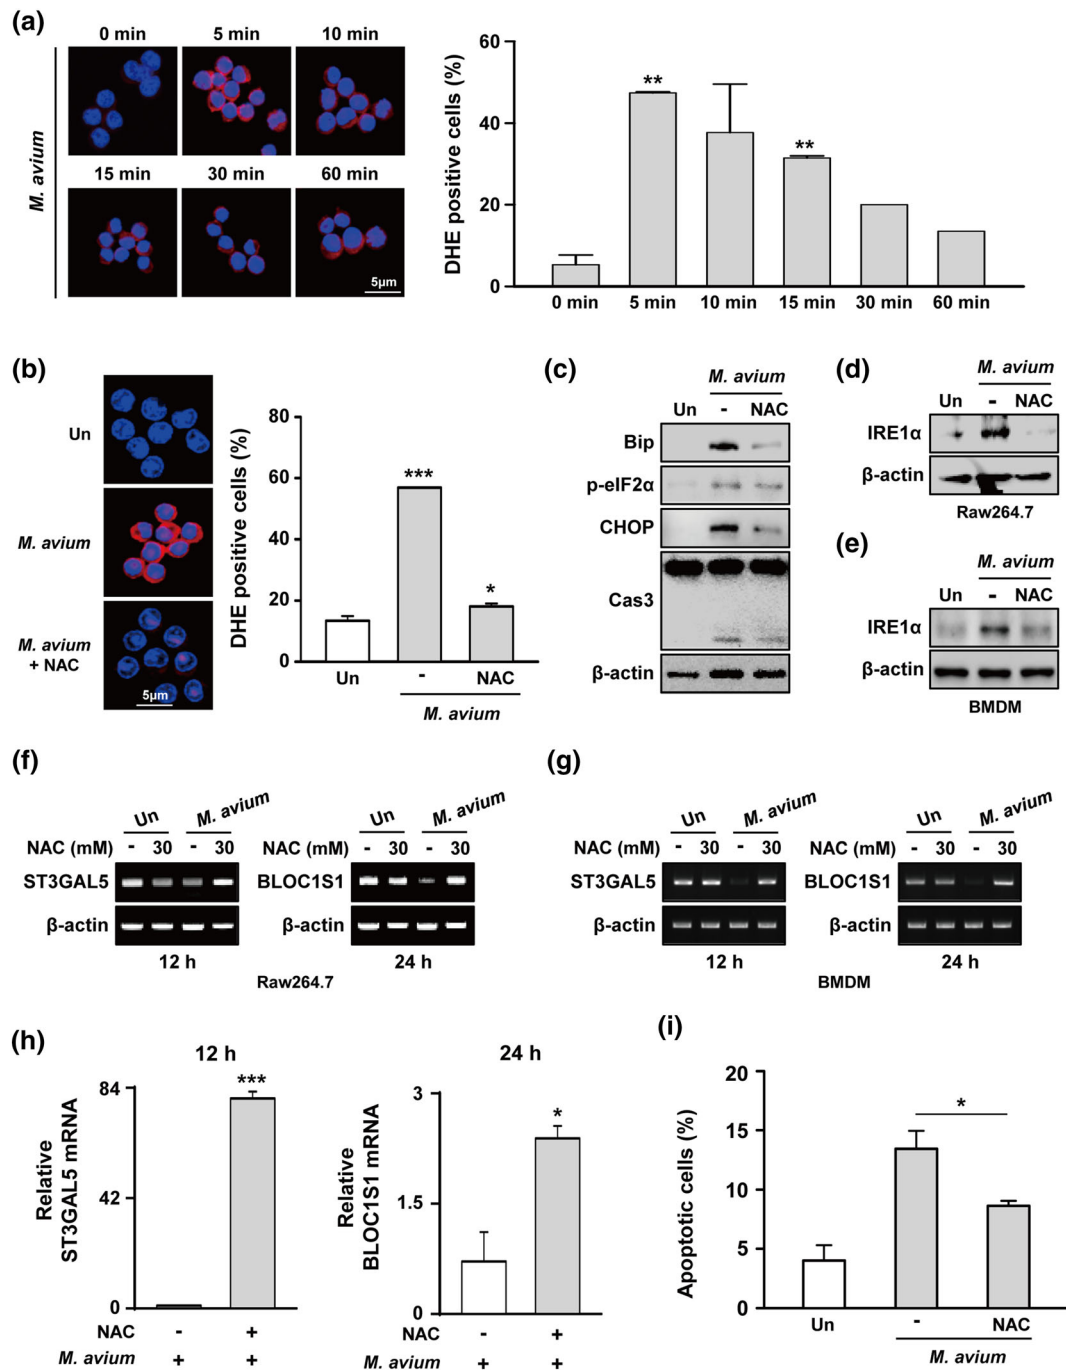 (a)
0 min 5 min 10 min
15 min 30 min 60 min
M. avium
5μm
DHE positive cells (%)
60
40
20
0
** **
0 min 5 min 10 min 15 min 30 min 60 min
(b)
Un
M. avium
M. avium
+ NAC
5μm
DHE positive cells (%)
80
60
40
20
0
***
*
Un - NAC
M. avium
(c)
M. avium
Un - NAC
Bip
p-eIF2α
CHOP
Cas3
β-actin
(d)
M. avium
Un - NAC
IRE1α
β-actin
Raw264.7
(e)
M. avium
Un - NAC
IRE1α
β-actin
BMDM
(f)
Un M. avium
NAC (mM) - 30 - 30
ST3GAL5
β-actin
12 h
Un M. avium
NAC (mM) - 30 - 30
BLOC1S1
β-actin
24 h
Raw264.7
(g)
Un M. avium
NAC (mM) - 30 - 30
ST3GAL5
β-actin
12 h
Un M. avium
NAC (mM) - 30 - 30
BLOC1S1
β-actin
24 h
BMDM
(h)
12 h
Relative
ST3GAL5 mRNA
84
42
0
***
NAC - +
M. avium + +
24 h
Relative
BLOC1S1 mRNA
3
1.5
0
*
NAC - +
M. avium + +
(i)
Apoptotic cells (%)
20
15
10
5
0
*
Un - NAC
M. avium